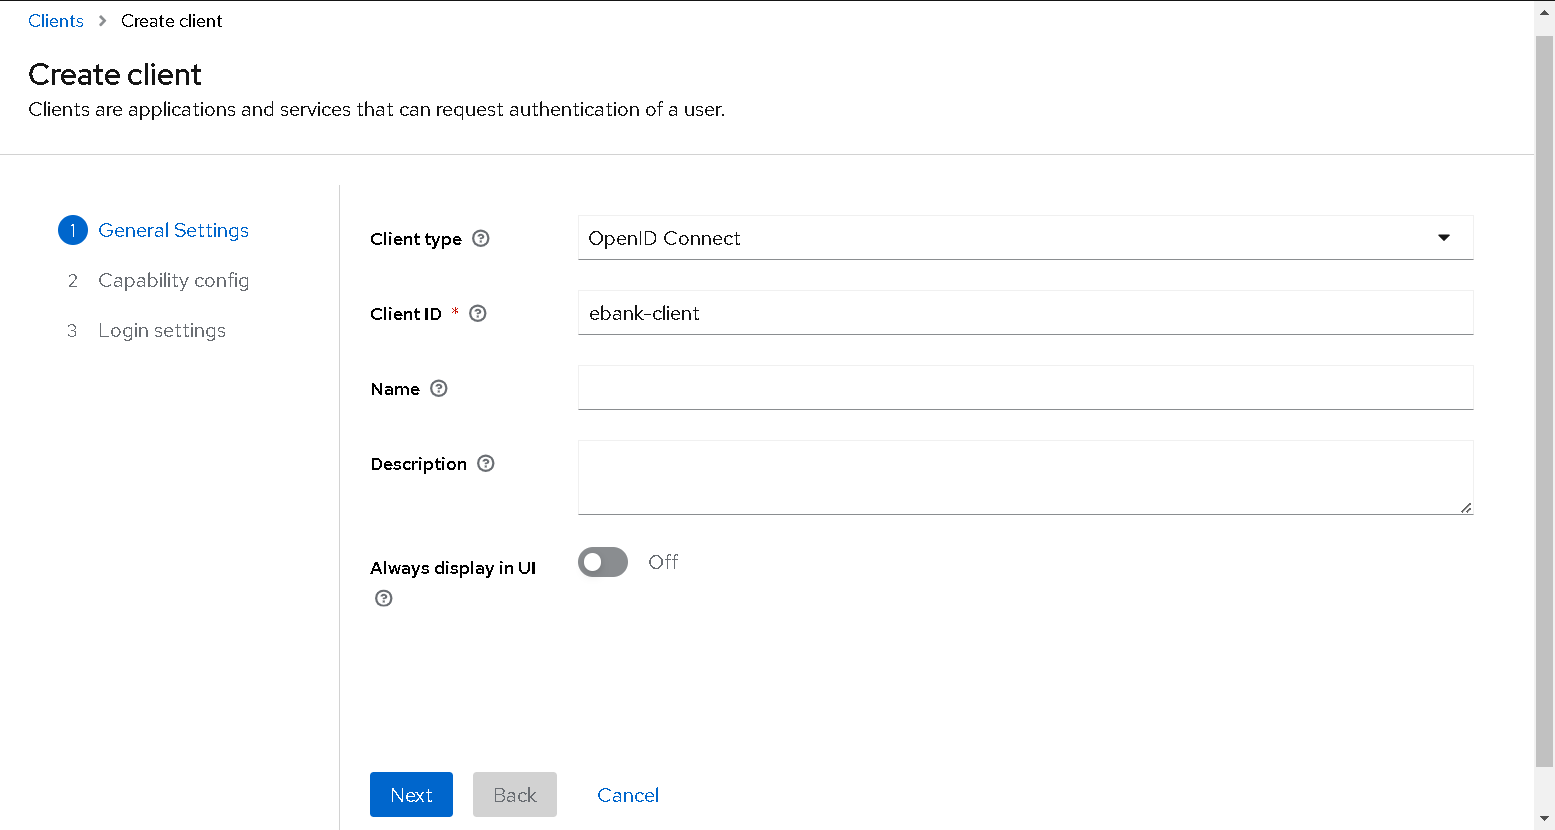 Clients > Create client
Create client
Clients are applications and services that can request authentication of a user.
1 General Settings
2 Capability config
3 Login settings
Client type ?
OpenID Connect
Client ID * ?
ebank-client
Name ?
Description ?
Always display in UI
?
Off
Next
Back
Cancel